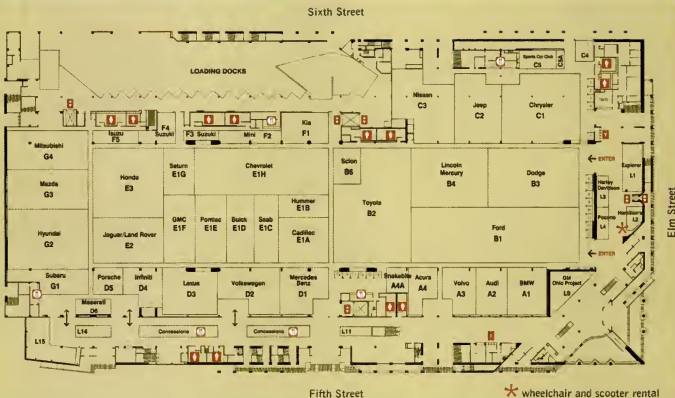 Sixth Street
LOADING DOCKS
Sports Car Club
C5
C5A
C4
Nissan
C3
Jeep
C2
Chrysler
C1
Isuzu
F5
F4
Suzuki
F3 Suzuki
Mini
F2
Kia
F1
Mitsubishi
G4
Mazda
G3
Hyundai
G2
Subaru
G1
Honda
E3
Jaguar/Land Rover
E2
Saturn
E1G
Chevrolet
E1H
Hummer
E1B
GMC
E1F
Pontiac
E1E
Buick
E1D
Saab
E1C
Cadillac
E1A
Scion
B6
Toyota
B2
Lincoln
Mercury
B4
Dodge
B3
Ford
B1
← ENTER
Explorer
L1
Harley
Davidson
L3
Hamilton's
L2
L4
← ENTER
Elm Street
Porsche
D5
Infiniti
D4
Lexus
D3
Volkswagen
D2
Mercedes
Benz
D1
Snakebite
A4A
Acura
A4
Volvo
A3
Audi
A2
BMW
A1
GM
Ohio Project
L9
Maserati
D6
L15
L14
Concessions
Concessions
L11
Fifth Street
wheelchair and scooter rental